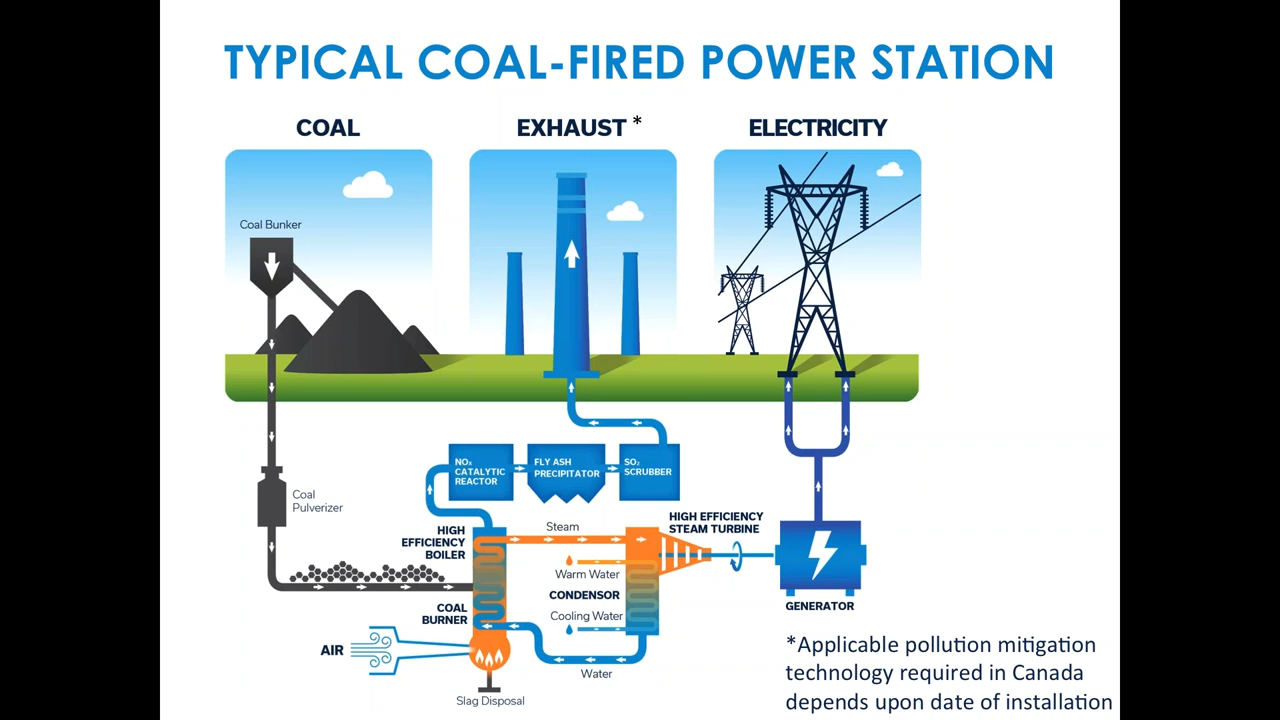 TYPICAL COAL-FIRED POWER STATION
COAL
EXHAUST *
ELECTRICITY
Coal Bunker
NOₓ
CATALYTIC
REACTOR
FLY ASH
PRECIPITATOR
SO₂
SCRUBBER
Coal
Pulverizer
HIGH
EFFICIENCY
BOILER
Steam
HIGH EFFICIENCY
STEAM TURBINE
Warm Water
CONDENSOR
Cooling Water
COAL
BURNER
GENERATOR
AIR
Water
Slag Disposal
*Applicable pollution mitigation
technology required in Canada
depends upon date of installation